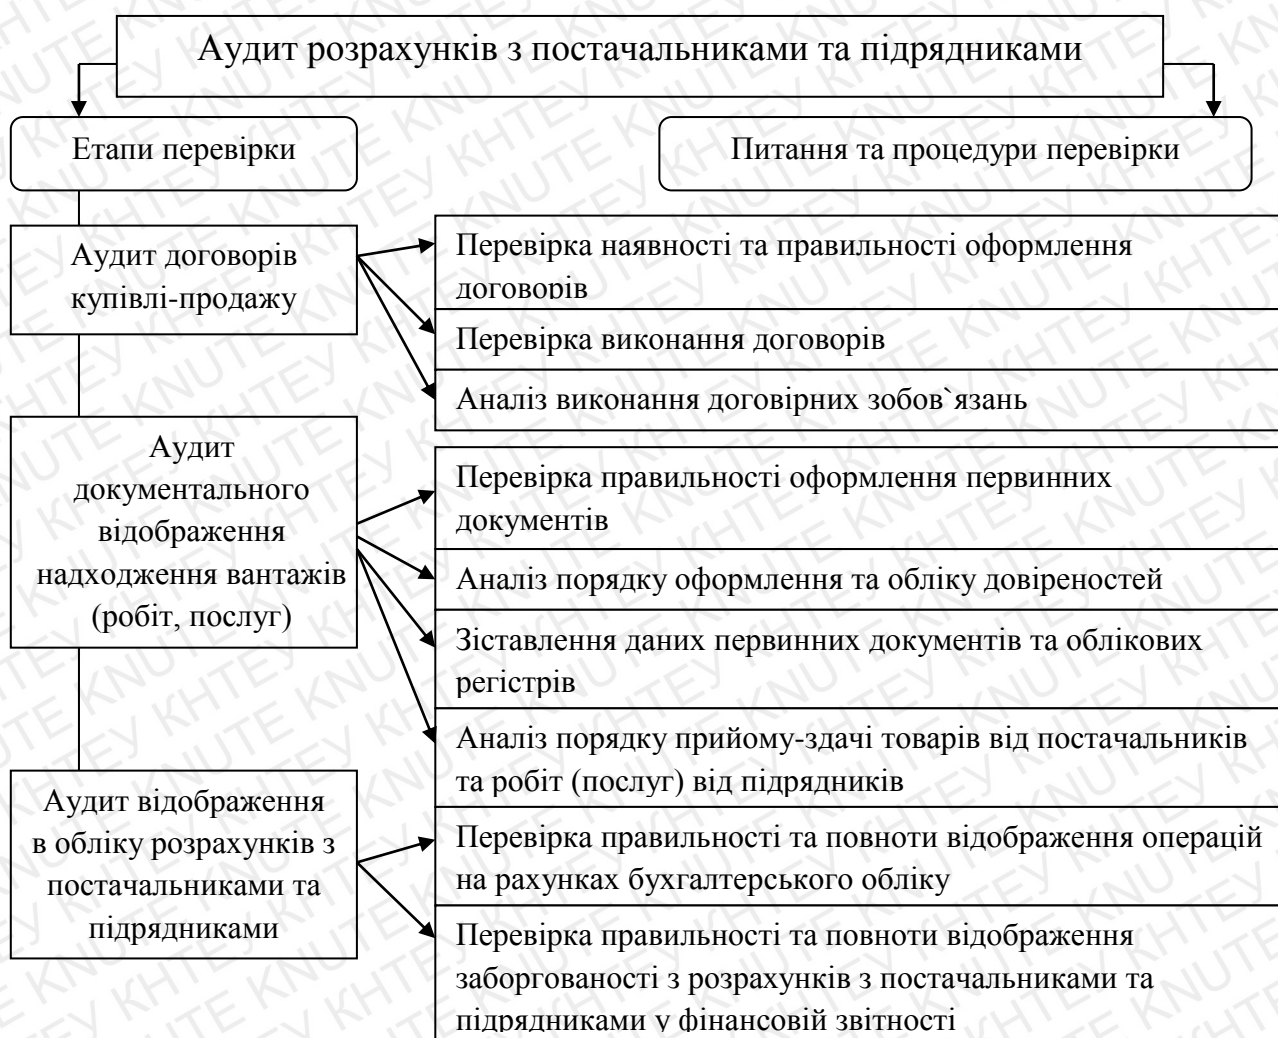 Аудит розрахунків з постачальниками та підрядниками
Етапи перевірки
Питання та процедури перевірки
Аудит договорів
купівлі-продажу
Перевірка наявності та правильності оформлення
договорів
Перевірка виконання договорів
Аналіз виконання договірних зобов`язань
Аудит
документального
відображення
надходження вантажів
(робіт, послуг)
Перевірка правильності оформлення первинних
документів
Аналіз порядку оформлення та обліку довіреностей
Зіставлення даних первинних документів та облікових
регістрів
Аналіз порядку прийому-здачі товарів від постачальників
та робіт (послуг) від підрядників
Аудит відображення
в обліку розрахунків з
постачальниками та
підрядниками
Перевірка правильності та повноти відображення операцій
на рахунках бухгалтерського обліку
Перевірка правильності та повноти відображення
заборгованості з розрахунків з постачальниками та
підрядниками у фінансовій звітності